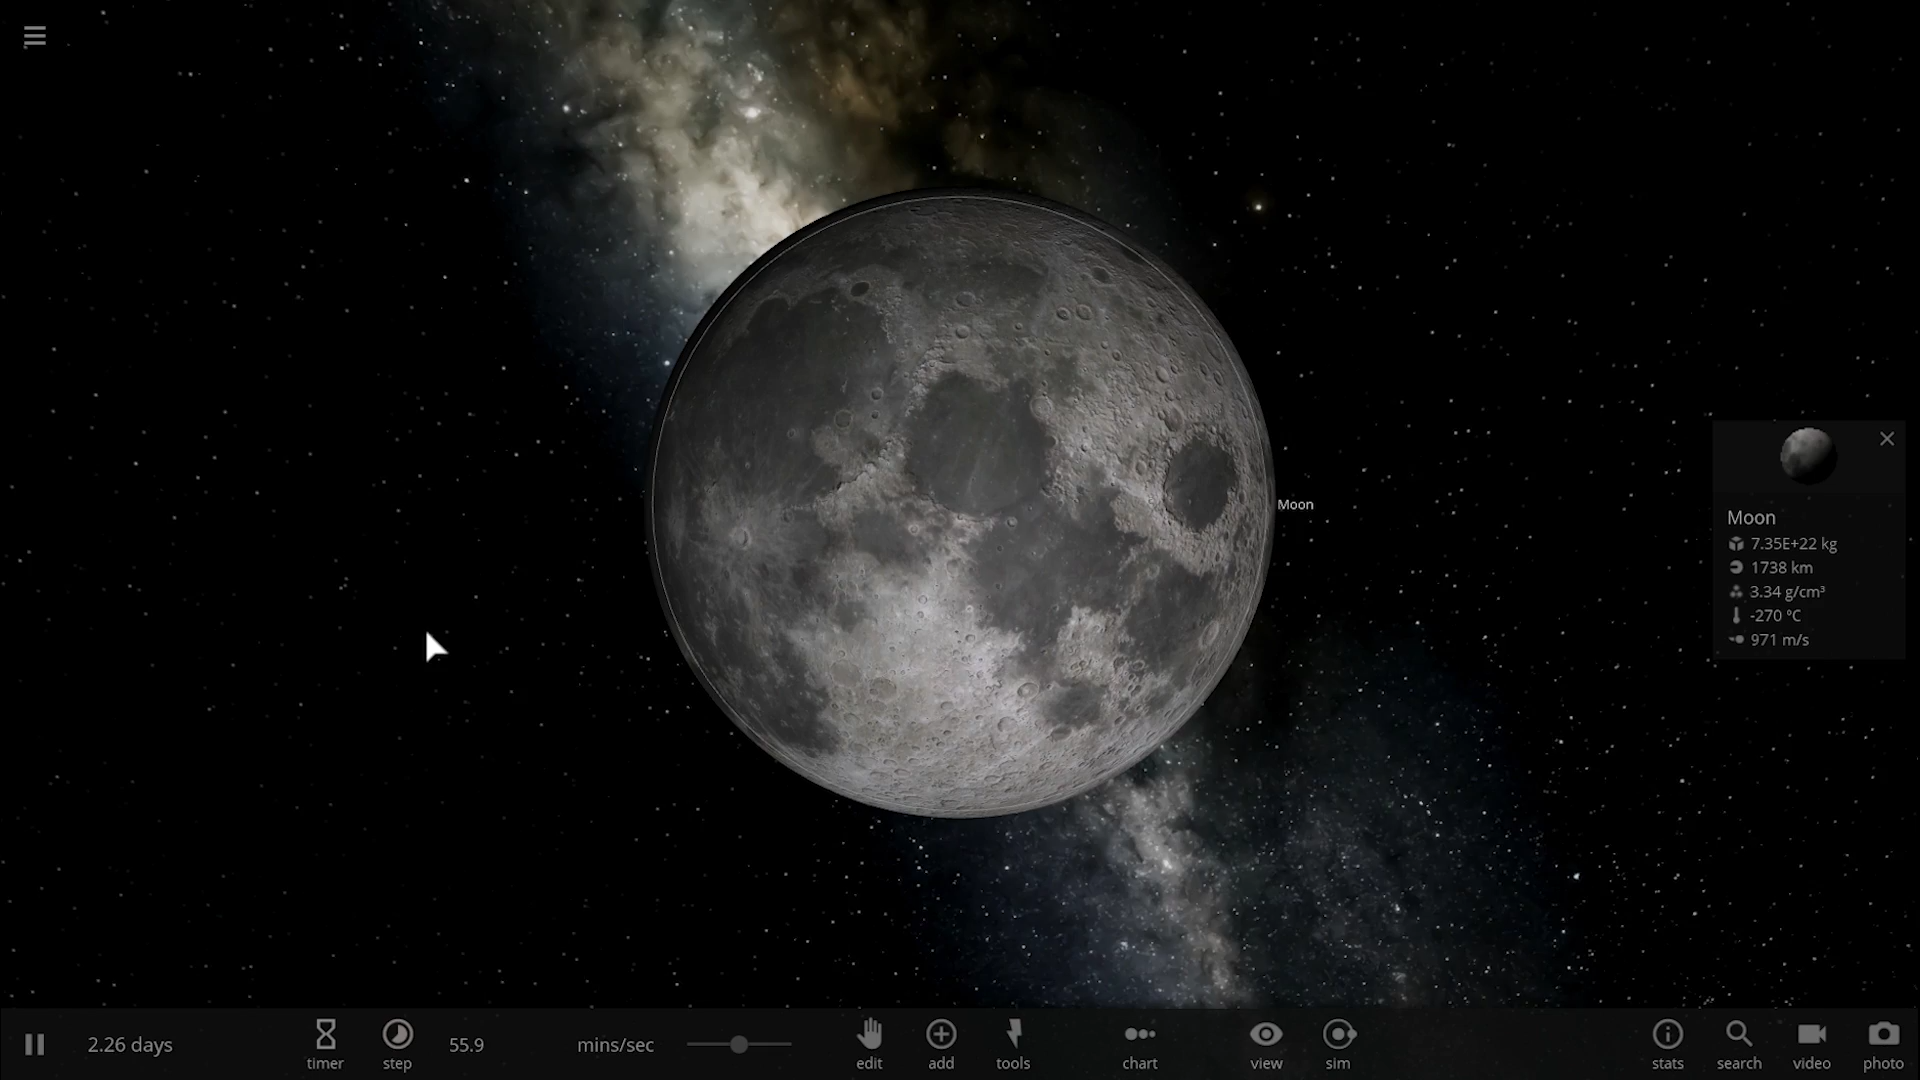 Moon
Moon
7.35E+22 kg
1738 km
3.34 g/cm³
-270 °C
971 m/s
2.26 days
timer
step
55.9
mins/sec
edit
add
tools
chart
view
sim
stats
search
video
photo